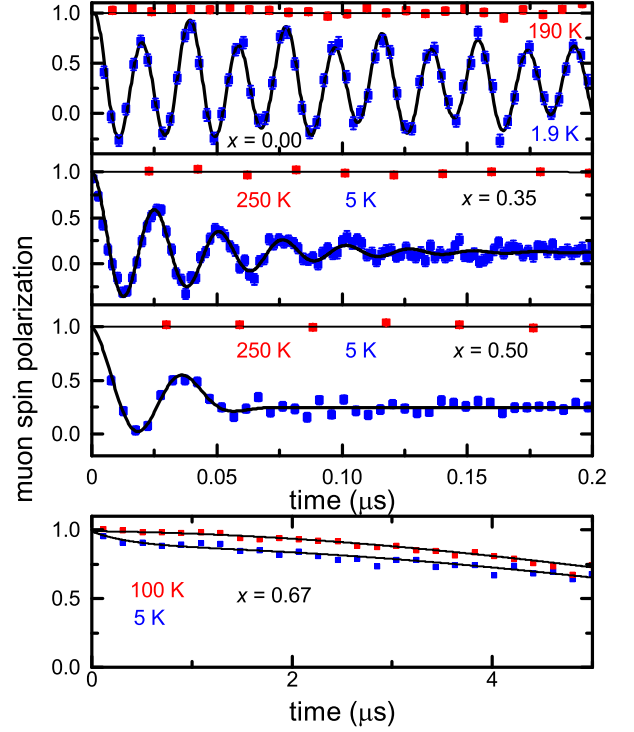 1.0
0.5
0.0
190 K
x = 0.00
1.9 K
1.0
0.5
0.0
250 K 5 K x = 0.35
1.0
0.5
0.0
250 K 5 K x = 0.50
0 0.05 0.10 0.15 0.2
time (μs)
muon spin polarization
1.0
0.5
0.0
100 K
5 K
x = 0.67
0 2 4
time (μs)